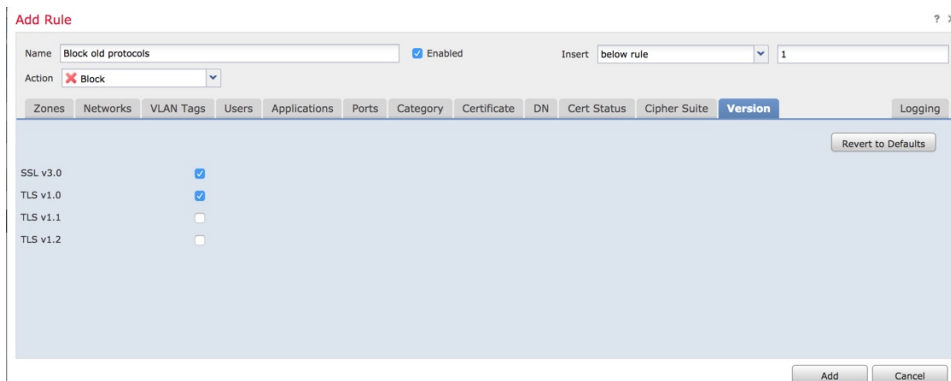 Add Rule ?
Name Block old protocols Enabled Insert below rule 1
Action Block
Zones Networks VLAN Tags Users Applications Ports Category Certificate DN Cert Status Cipher Suite Version Logging
Revert to Defaults
SSL v3.0
TLS v1.0
TLS v1.1
TLS v1.2
Add Cancel